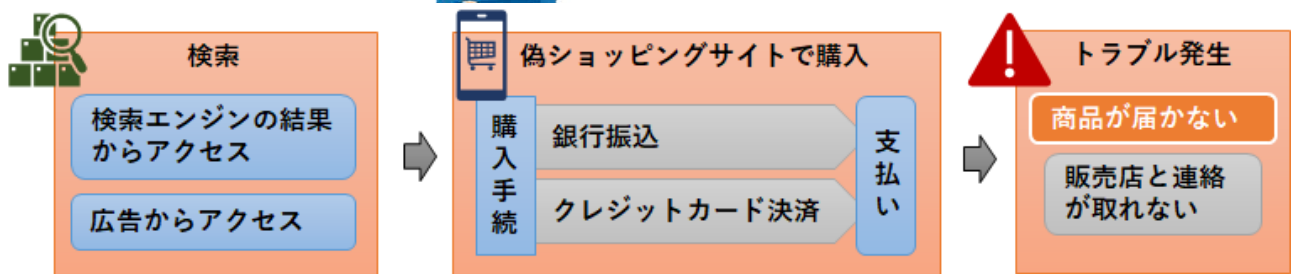 検索
検索エンジンの結果
からアクセス
広告からアクセス
偽ショッピングサイトで購入
購入手続
銀行振込
クレジットカード決済
支払い
トラブル発生
商品が届かない
販売店と連絡
が取れない